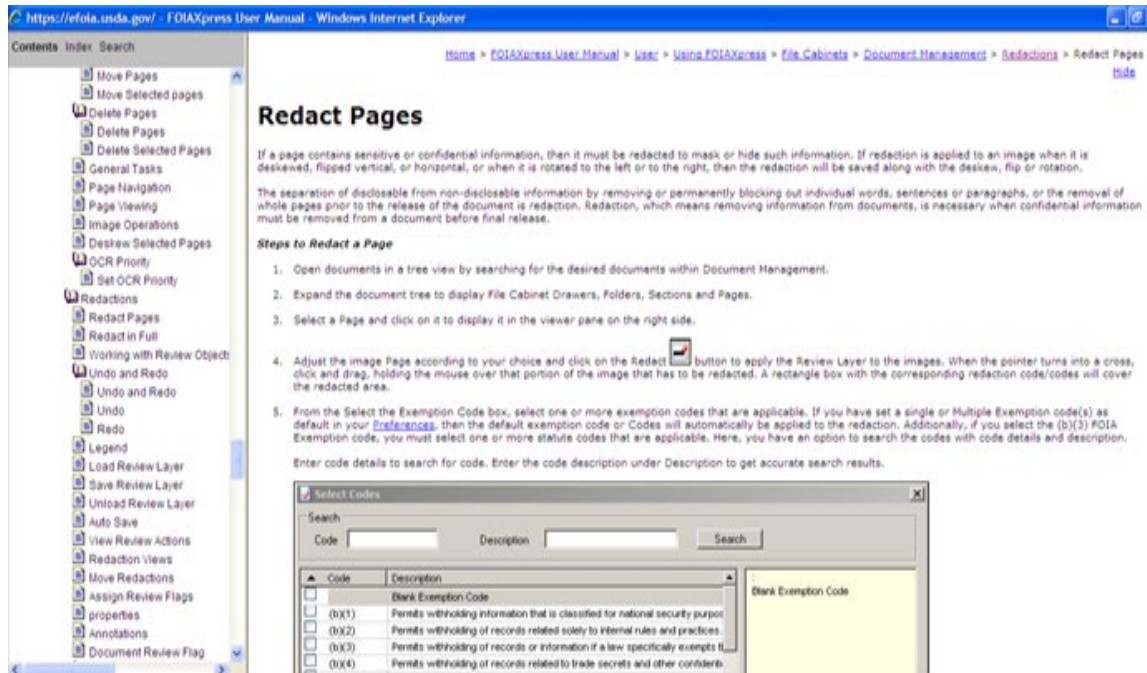 https://efoia.usda.gov/ - FOIAXpress User Manual - Windows Internet Explorer
Contents Index Search
Move Pages
Move Selected pages
Delete Pages
Delete Pages
Delete Selected Pages
General Tasks
Page Navigation
Page Viewing
Image Operations
Deskew Selected Pages
OCR Priority
Set OCR Priority
Redactions
Redact Pages
Redact in Full
Working with Review Objects
Undo and Redo
Undo and Redo
Undo
Redo
Legend
Load Review Layer
Save Review Layer
Unload Review Layer
Auto Save
View Review Actions
Redaction Views
Move Redactions
Assign Review Flags
properties
Annotations
Document Review Flag
Home > FOIAXpress User Manual > User > Using FOIAXpress > File Cabinets > Document Management > Redactions > Redact Pages
Hide
Redact Pages
If a page contains sensitive or confidential information, then it must be redacted to mask or hide such information. If redaction is applied to an image when it is
deskewed, flipped vertical, or horizontal, or when it is rotated to the left or to the right, then the redaction will be saved along with the deskew, flip or rotation.
The separation of disclosable from non-disclosable information by removing or permanently blocking out individual words, sentences or paragraphs, or the removal of
whole pages prior to the release of the document is redaction. Redaction, which means removing information from documents, is necessary when confidential information
must be removed from a document before final release.
Steps to Redact a Page
1. Open documents in a tree view by searching for the desired documents within Document Management.
2. Expand the document tree to display File Cabinet Drawers, Folders, Sections and Pages.
3. Select a Page and click on it to display it in the viewer pane on the right side.
4. Adjust the image Page according to your choice and click on the Redact button to apply the Review Layer to the images. When the pointer turns into a cross,
click and drag, holding the mouse over that portion of the image that has to be redacted. A rectangle box with the corresponding redaction code/codes will cover
the redacted area.
5. From the Select the Exemption Code box, select one or more exemption codes that are applicable. If you have set a single or Multiple Exemption code(s) as
default in your Preferences, then the default exemption code or Codes will automatically be applied to the redaction. Additionally, if you select the (b)(3) FOIA
Exemption code, you must select one or more statute codes that are applicable. Here, you have an option to search the codes with code details and description.
Enter code details to search for code. Enter the code description under Description to get accurate search results.
Select Codes
Search
Code Description Search
Code Description
Blank Exemption Code
(b)(1) Permits withholding information that is classified for national security purpos
(b)(2) Permits withholding of records related solely to internal rules and practices.
(b)(3) Permits withholding of records or information if a law specifically exempts t
(b)(4) Permits withholding of records related to trade secrets and other confidenti
:
Blank Exemption Code